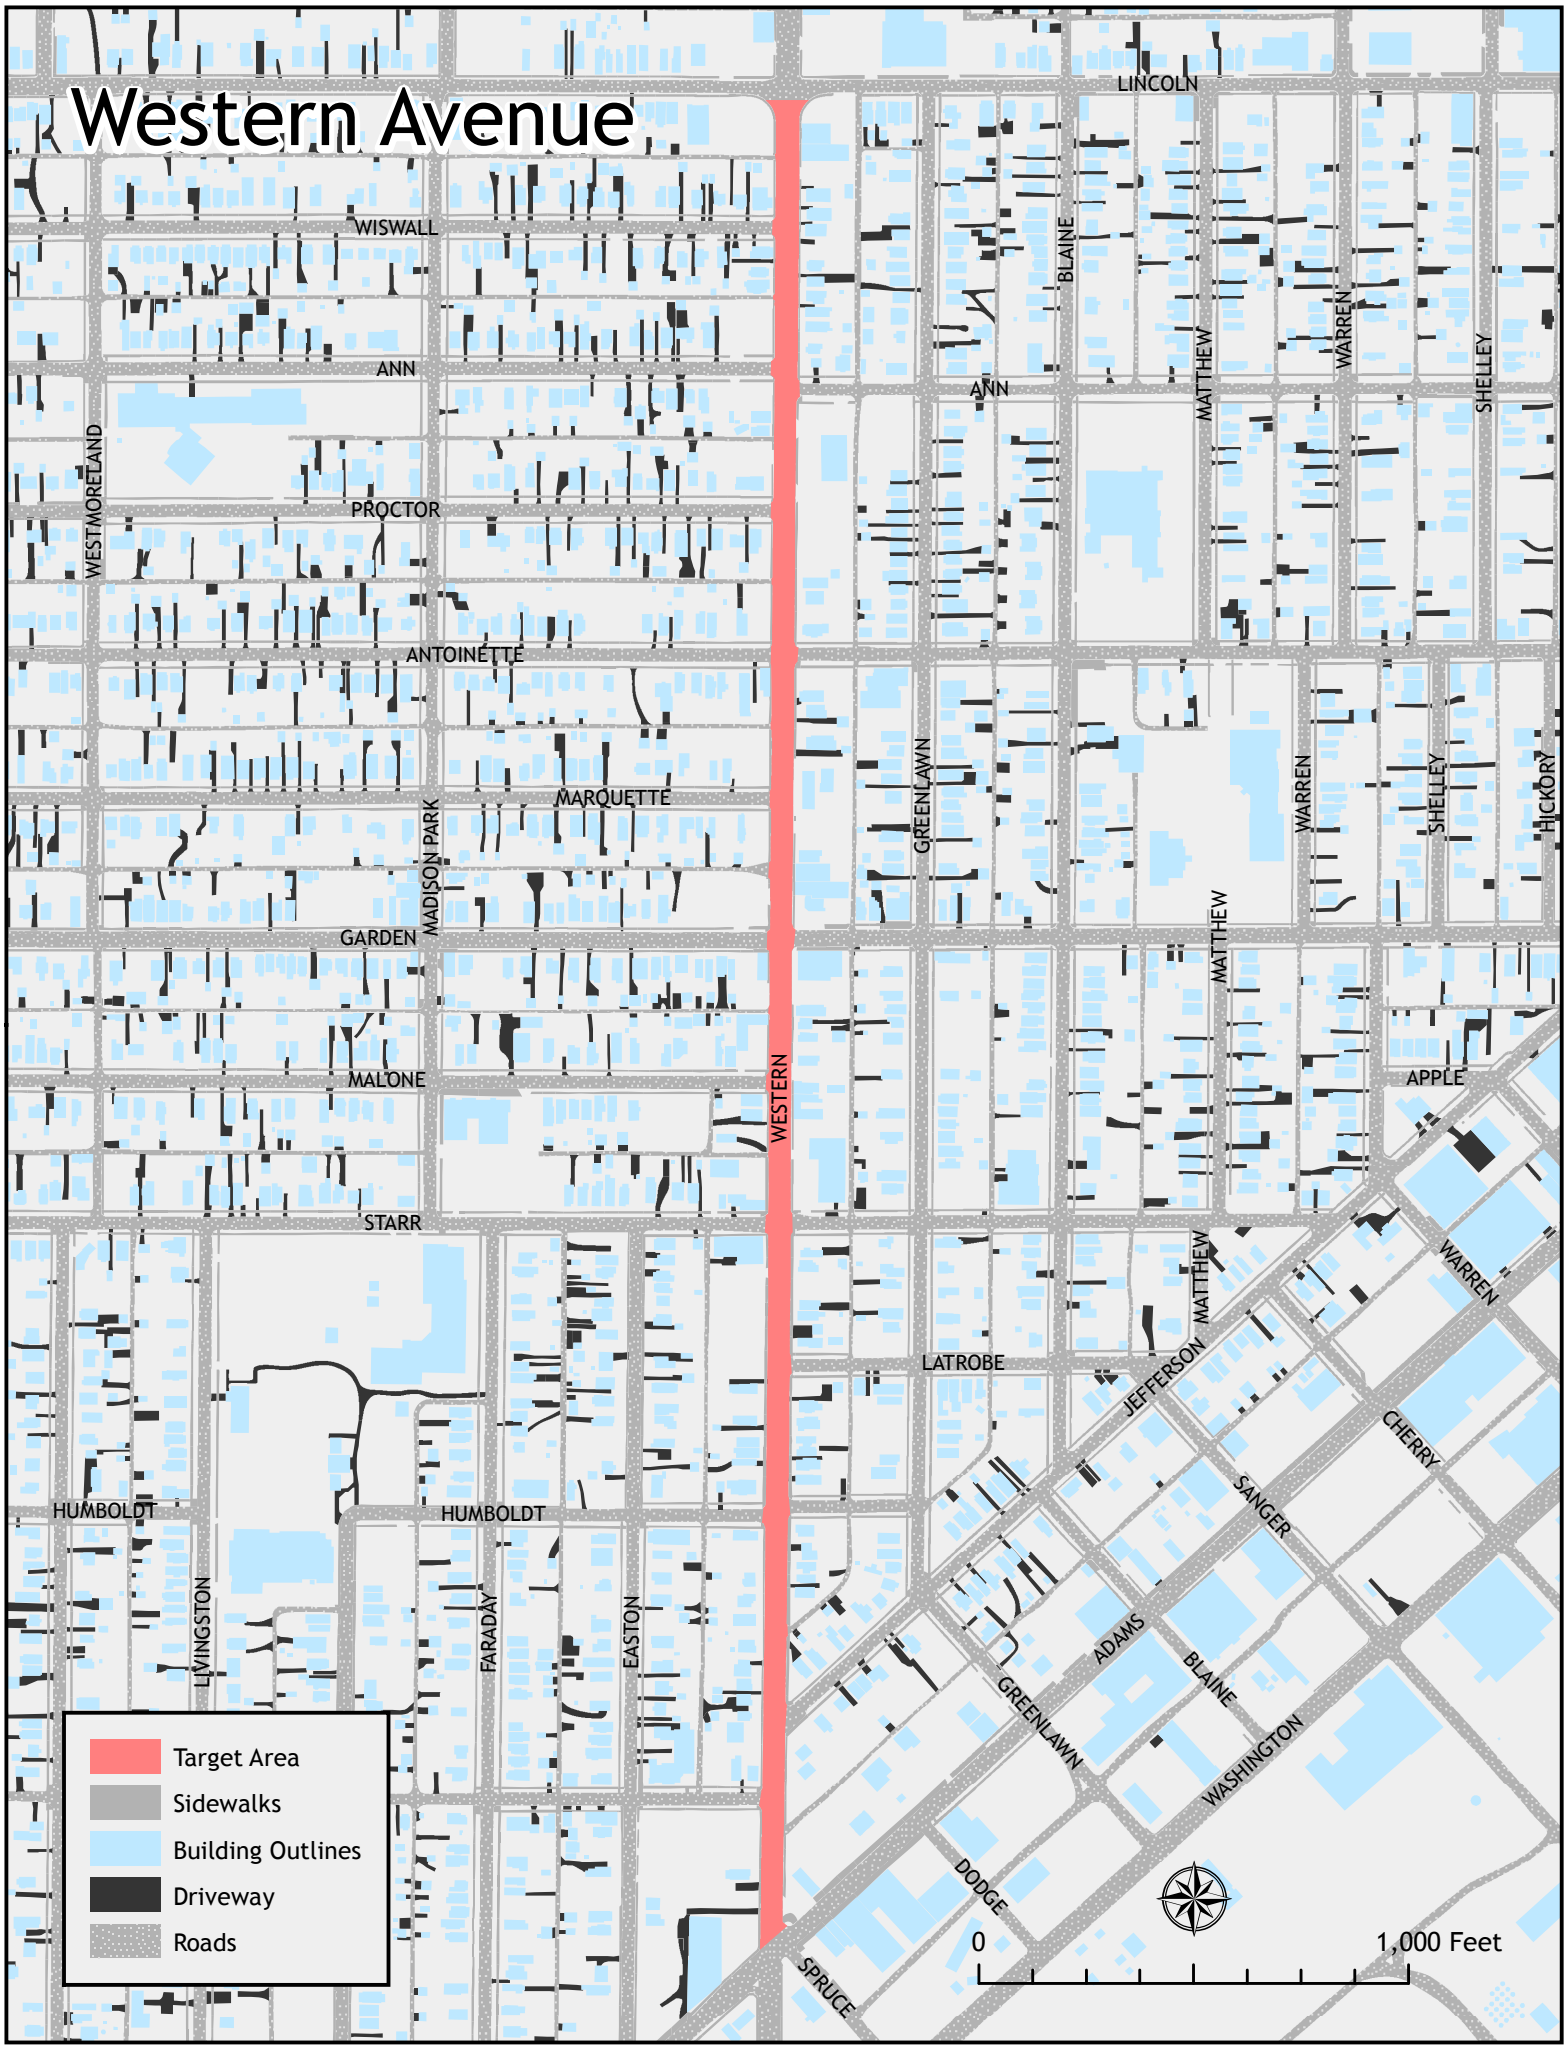 LINCOLN
Western Avenue
WISWALL
BLAINE
MATTHEW
WARREN
SHELLEY
ANN
ANN
WESTMORELAND
PROCTOR
ANTOINETTE
MARQUETTE
MADISON PARK
GREENLAWN
WARREN
SHELLEY
HICKORY
GARDEN
MATTHEW
MALONE
WESTERN
APPLE
STARR
MATTHEW
WARREN
LATROBE
JEFFERSON
CHERRY
HUMBOLDT
HUMBOLDT
SANGER
LIVINGSTON
FARADAY
EASTON
ADAMS
BLAINE
GREENLAWN
WASHINGTON
Target Area
Sidewalks
Building Outlines
Driveway
Roads
DODGE
SPRUCE
0
1,000 Feet